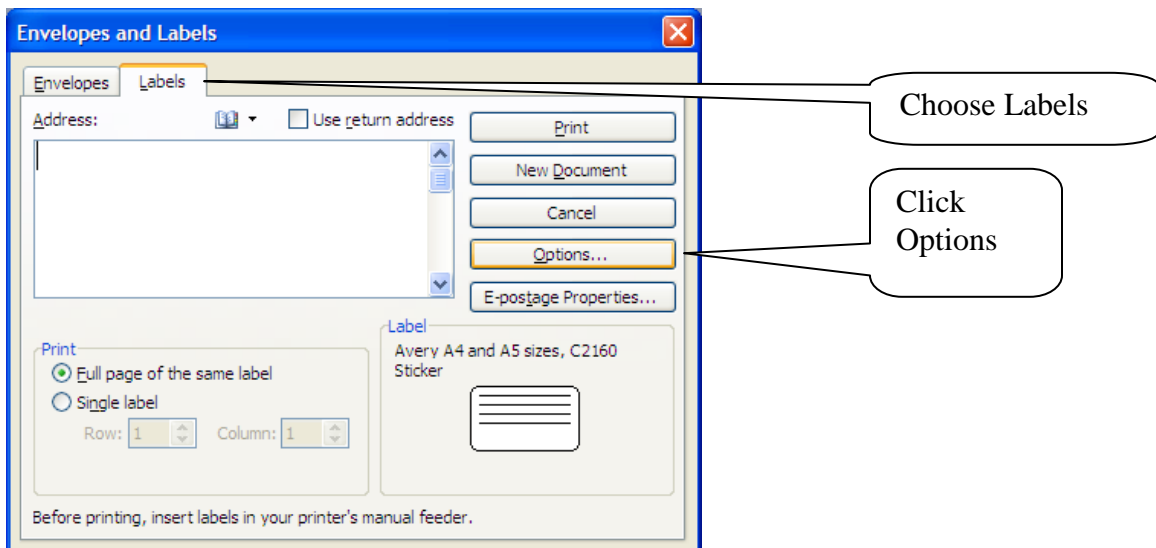 Envelopes and Labels
Envelopes Labels
Choose Labels
Address: Use return address
Print
New Document
Cancel
Click
Options
Options...
E-postage Properties...
Print
Full page of the same label
Single label
Row: 1 Column: 1
Label
Avery A4 and A5 sizes, C2160
Sticker
Before printing, insert labels in your printer's manual feeder.